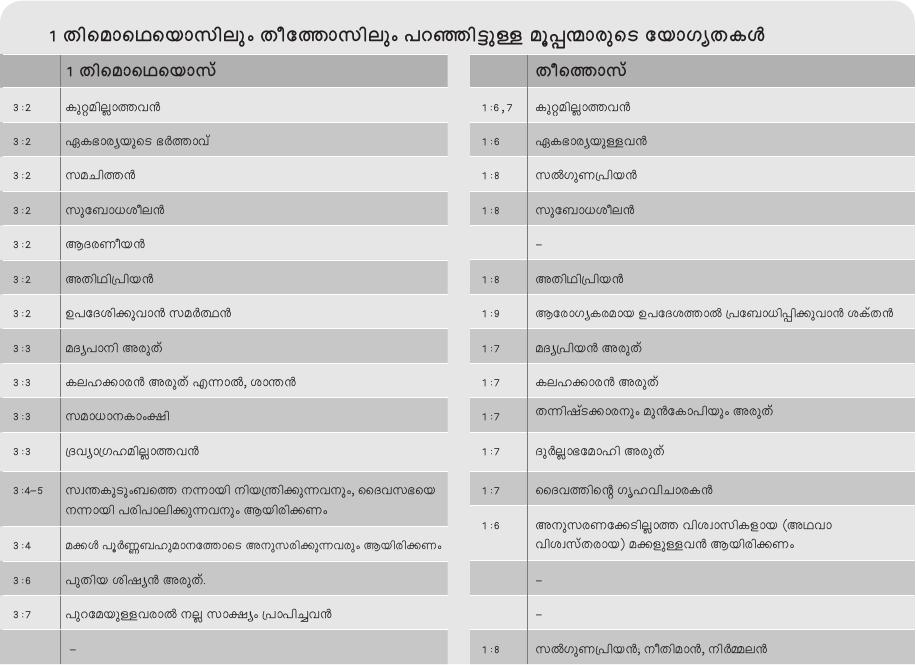 1 തിമൊഥെയൊസിലും തീത്തോസിലും പറഞ്ഞിട്ടുള്ള മൂപ്പന്മാരുടെ യോഗ്യതകൾ
1 തിമൊഥെയൊസ് തീത്തൊസ്
3:2 കുറ്റമില്ലാത്തവൻ 1:6,7 കുറ്റമില്ലാത്തവൻ
3:2 ഏകഭാര്യയുടെ ഭർത്താവ് 1:6 ഏകഭാര്യയുള്ളവൻ
3:2 സമചിത്തൻ 1:8 സൽഗുണപ്രിയൻ
3:2 സുബോധശീലൻ 1:8 സുബോധശീലൻ
3:2 ആദരണീയൻ –
3:2 അതിഥിപ്രിയൻ 1:8 അതിഥിപ്രിയൻ
3:2 ഉപദേശിക്കുവാൻ സമർത്ഥൻ 1:9 ആരോഗ്യകരമായ ഉപദേശത്താൽ പ്രബോധിപ്പിക്കുവാൻ ശക്തൻ
3:3 മദ്യപാനി അരുത് 1:7 മദ്യപ്രിയൻ അരുത്
3:3 കലഹക്കാരൻ അരുത് എന്നാൽ, ശാന്തൻ 1:7 കലഹക്കാരൻ അരുത്
3:3 സമാധാനകാംക്ഷി 1:7 തന്നിഷ്ടക്കാരനും മുൻകോപിയും അരുത്
3:3 ദ്രവ്യാഗ്രഹമില്ലാത്തവൻ 1:7 ദുർല്ലാഭമോഹി അരുത്
3:4–5 സ്വന്തകുടുംബത്തെ നന്നായി നിയന്ത്രിക്കുന്നവനും, ദൈവസഭയെ
നന്നായി പരിപാലിക്കുന്നവനും ആയിരിക്കണം
1:7 ദൈവത്തിന്റെ ഗൃഹവിചാരകൻ
3:4 മക്കൾ പൂർണ്ണബഹുമാനത്തോടെ അനുസരിക്കുന്നവരും ആയിരിക്കണം
1:6 അനുസരണക്കേടില്ലാത്ത വിശ്വാസികളായ (അഥവാ
വിശ്വസ്തരായ) മക്കളുള്ളവൻ ആയിരിക്കണം
3:6 പുതിയ ശിഷ്യൻ അരുത്. –
3:7 പുറമേയുള്ളവരാൽ നല്ല സാക്ഷ്യം പ്രാപിച്ചവൻ –
– 1:8 സൽഗുണപ്രിയൻ; നീതിമാൻ, നിർമ്മലൻ